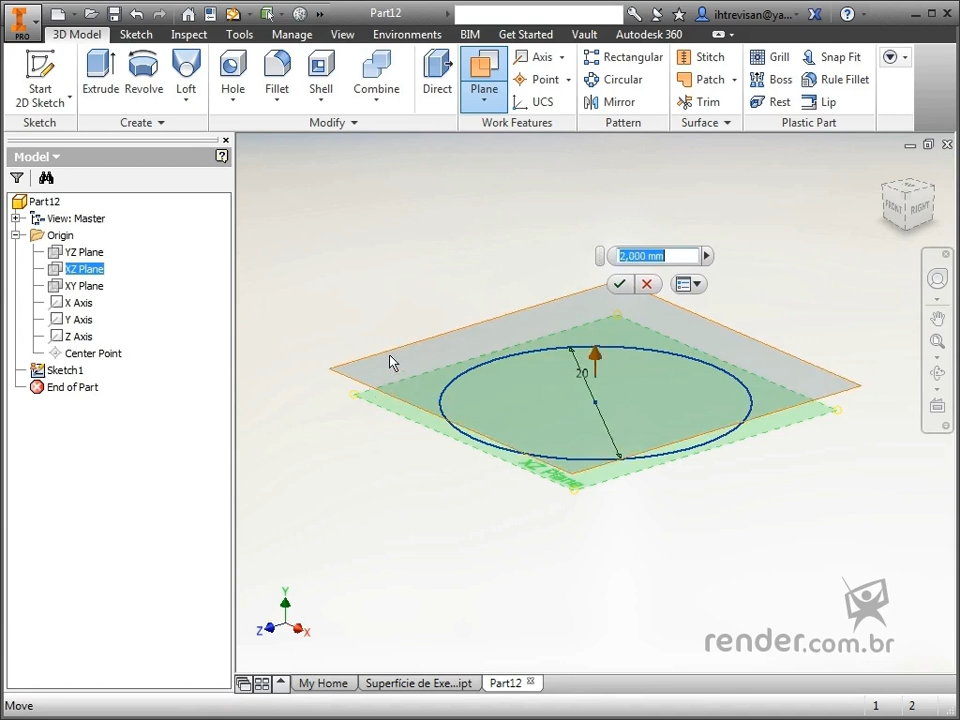 Part12
ihtrevisan@ya...
PRO
3D Model Sketch Inspect Tools Manage View Environments BIM Get Started Vault Autodesk 360
Start
2D Sketch
Extrude
Revolve
Loft
Hole
Fillet
Shell
Combine
Direct
Plane
Axis
Point
UCS
Rectangular
Circular
Mirror
Stitch
Patch
Trim
Grill
Boss
Rest
Snap Fit
Rule Fillet
Lip
Sketch
Create
Modify
Work Features
Pattern
Surface
Plastic Part
Model
Part12
View: Master
Origin
YZ Plane
XZ Plane
XY Plane
X Axis
Y Axis
Z Axis
Center Point
Sketch1
End of Part
2,000 mm
20
XZ Plane
TOP
FRONT
RIGHT
Y
Z
X
render.com.br
My Home
Superfície de Exe...ipt
Part12
Move
1 2